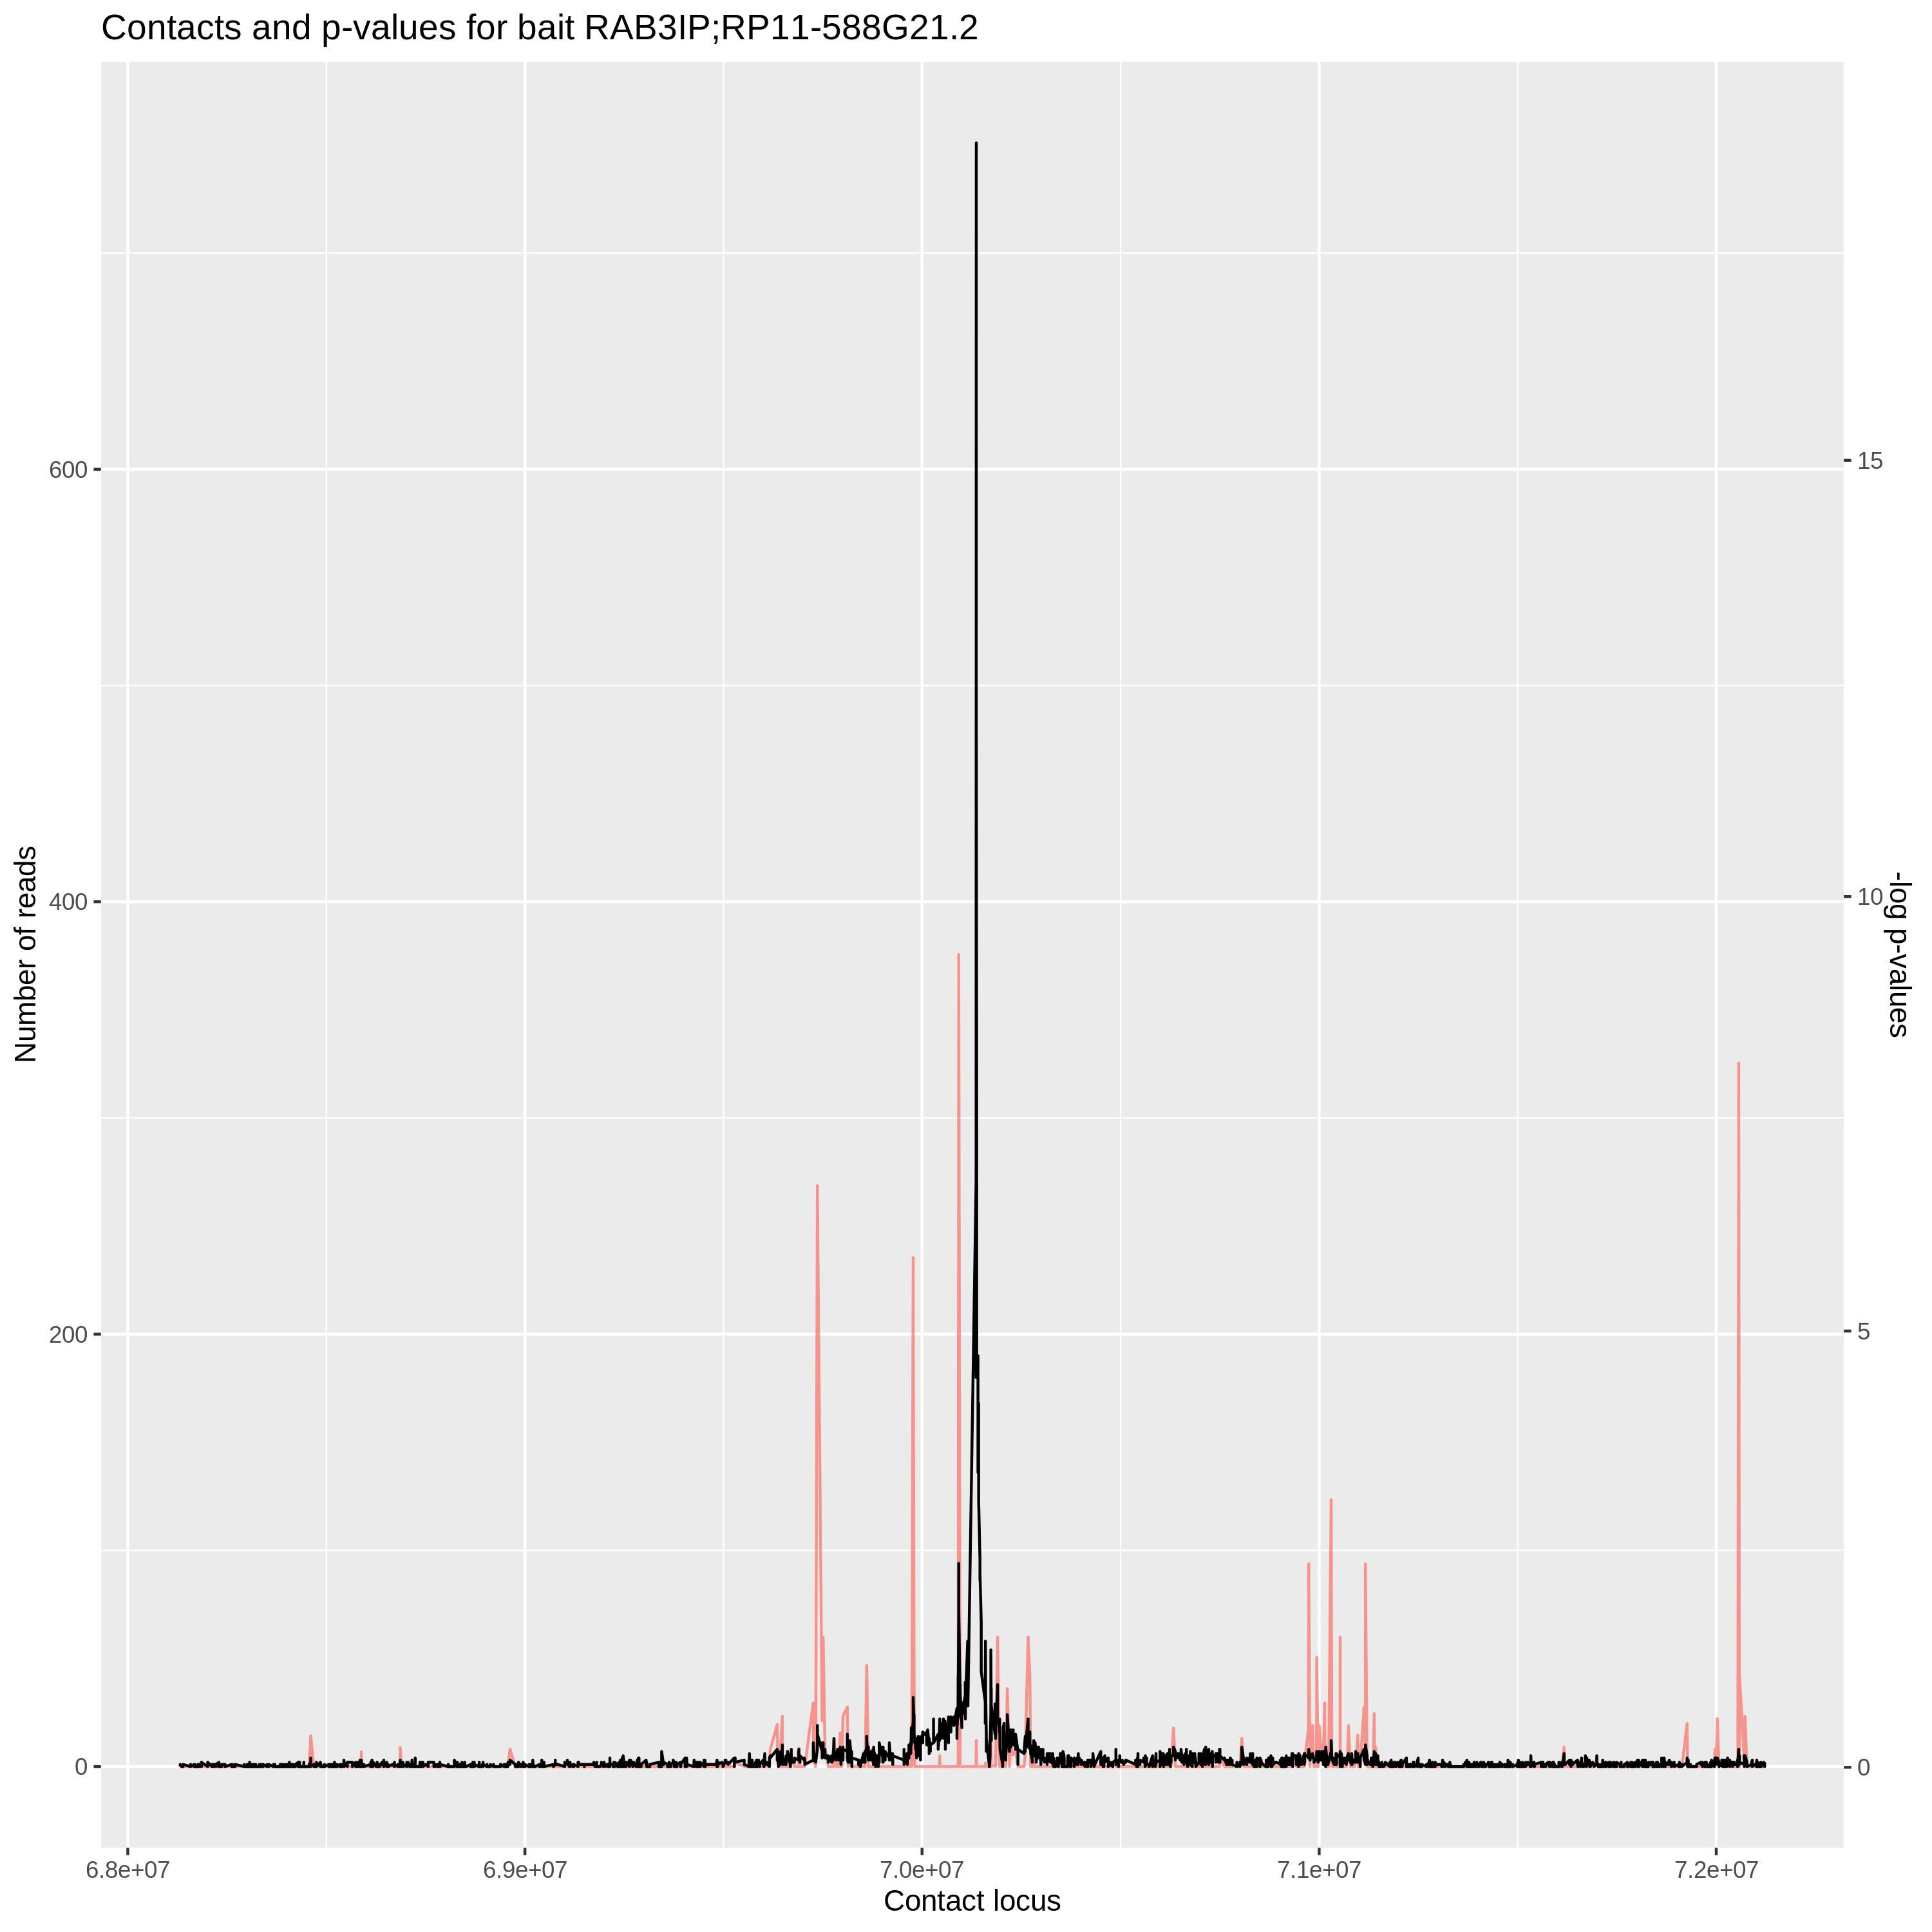 Contacts and p-values for bait RAB3IP;RP11-588G21.2
Number of reads
600
400
200
0
15
10
5
0
-log p-values
6.8e+07
6.9e+07
7.0e+07
7.1e+07
7.2e+07
Contact locus